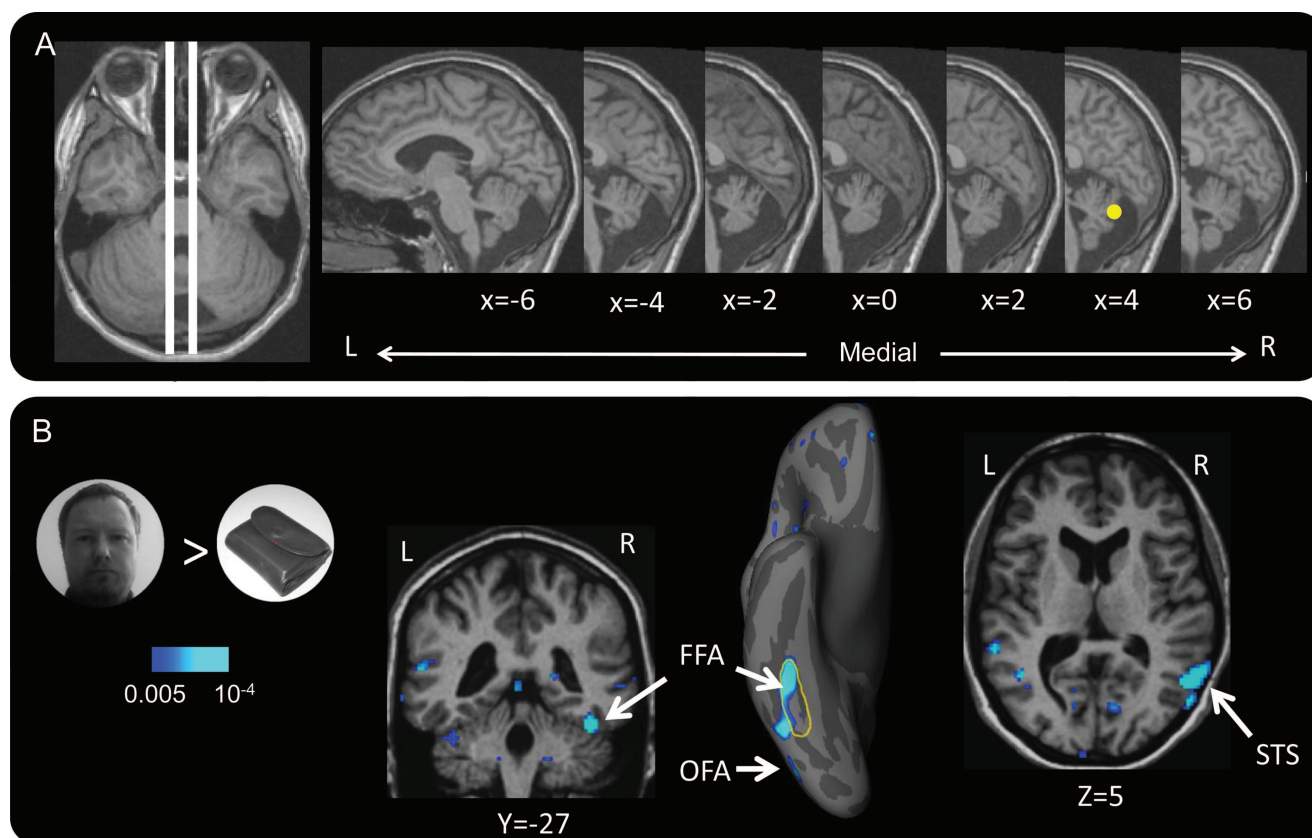 A
x=-6 x=-4 x=-2 x=0 x=2 x=4 x=6
L Medial R
B
>
0.005 10⁻⁴
L R
Y=-27
FFA
OFA
L R
STS
Z=5